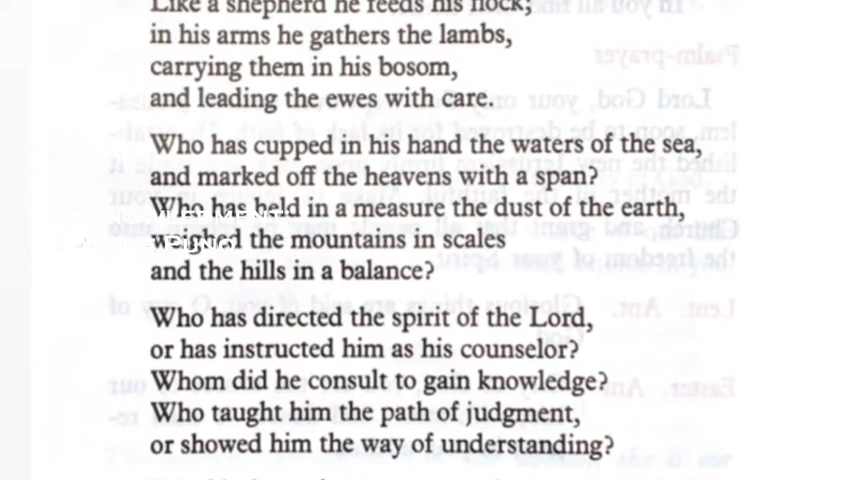 Like a shepherd he feeds his flock;
in his arms he gathers the lambs,
carrying them in his bosom,
and leading the ewes with care.
Who has cupped in his hand the waters of the sea,
and marked off the heavens with a span?
Who has held in a measure the dust of the earth,
weighed the mountains in scales
and the hills in a balance?
Who has directed the spirit of the Lord,
or has instructed him as his counselor?
Whom did he consult to gain knowledge?
Who taught him the path of judgment,
or showed him the way of understanding?